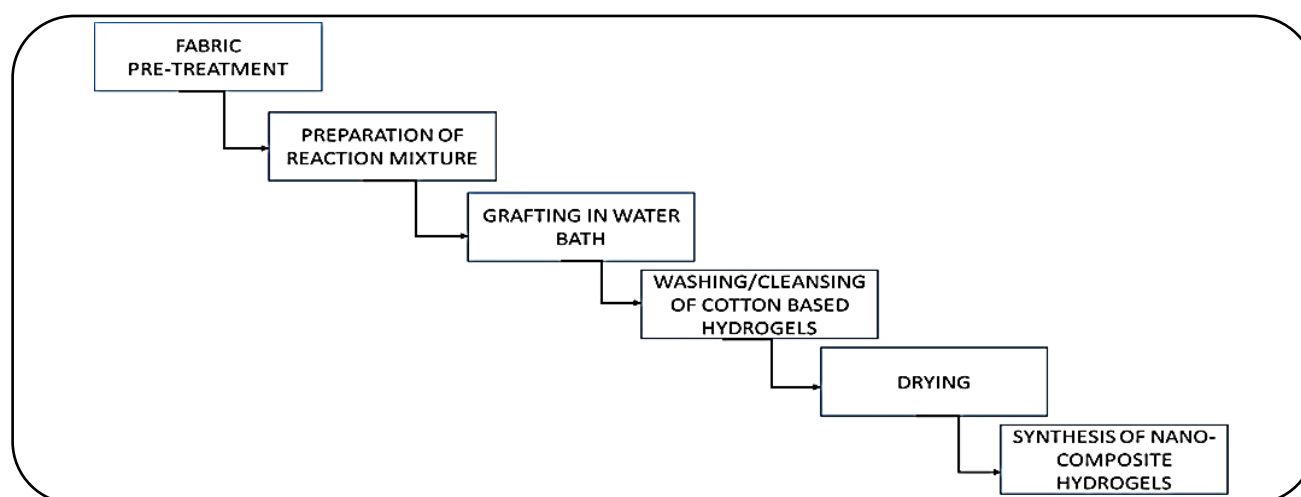 FABRIC
PRE-TREATMENT
PREPARATION OF
REACTION MIXTURE
GRAFTING IN WATER
BATH
WASHING/CLEANSING
OF COTTON BASED
HYDROGELS
DRYING
SYNTHESIS OF NANO-
COMPOSITE
HYDROGELS